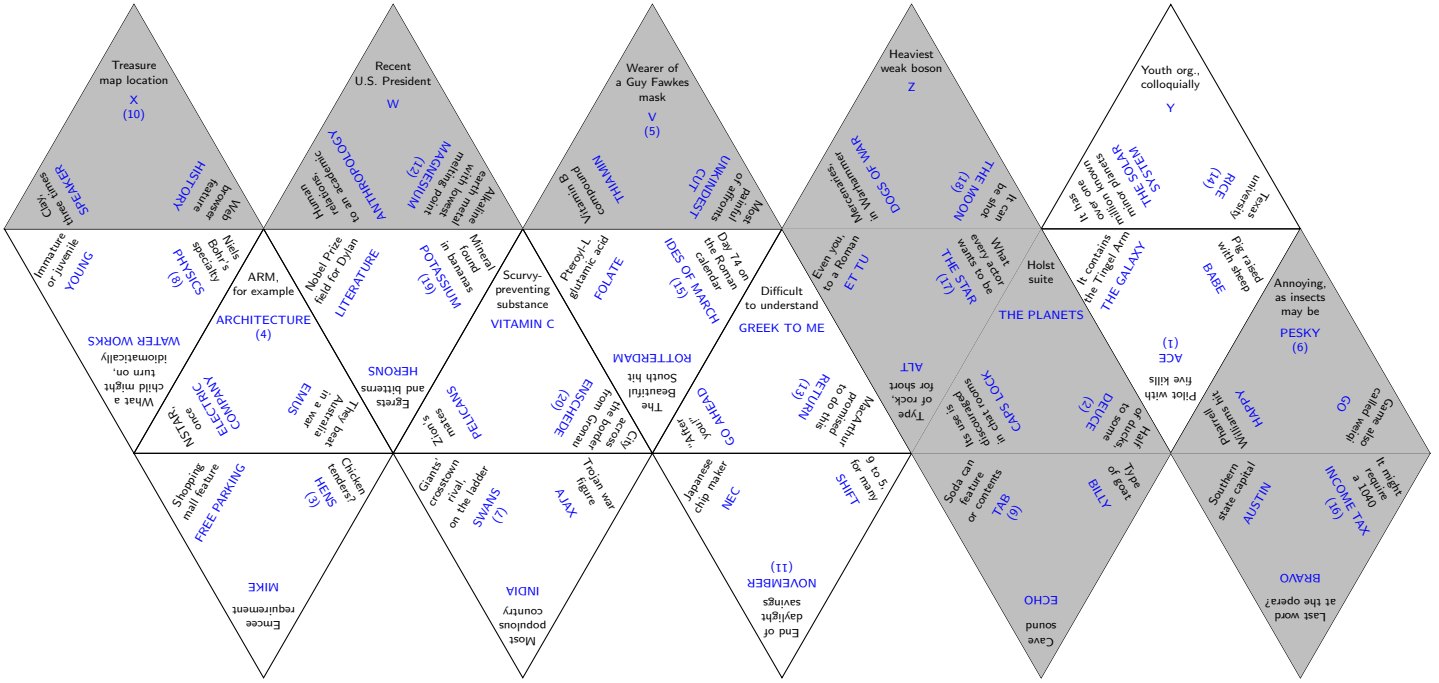 Treasure
map location
X
(10)
Clay,
three times
SPEAKER
Web
browser
feature
HISTORY
Recent
U.S. President
W
Human
relations,
to an academic
ANTHROPOLOGY
Alkaline
earth metal
with lowest
melting point
MAGNESIUM
(12)
Wearer of
a Guy Fawkes
mask
V
(5)
Vitamin B
compound
THIAMIN
Most
painful
of affronts
UNKINDEST
CUT
Heaviest
weak boson
Z
Mercenaries,
in Warhammer
DOGS OF WAR
It can
be shot
THE MOON
(18)
Youth org.,
colloquially
Y
It has
over one
million known
minor planets
THE SOLAR
SYSTEM
Texas
university
RICE
(14)
Immature
or juvenile
YOUNG
Niels
Bohr's
specialty
PHYSICS
(8)
What a
child might
turn on,
idiomatically
WATER WORKS
ARM,
for example
ARCHITECTURE
(4)
NSTAR,
once
ELECTRIC
COMPANY
They beat
Australia
in a war
EMUS
Nobel Prize
field for Dylan
LITERATURE
Mineral
found
in bananas
POTASSIUM
(19)
Egrets
and bitterns
HERONS
Scurvy-
preventing
substance
VITAMIN C
Zion's
mates
PELICANS
City
across
the border
from Gronau
ENSCHEDE
(20)
Pteroyl-L
glutamic acid
FOLATE
Day 74 on
the Roman
calendar
IDES OF MARCH
(15)
The
Beautiful
South hit
ROTTERDAM
Difficult
to understand
GREEK TO ME
"After
you!"
GO AHEAD
MacArthur
promised
to do this
RETURN
(13)
Even you,
to a Roman
ET TU
What
every actor
wants to be
THE STAR
(17)
Type
of rock,
for short
ALT
Holst
suite
THE PLANETS
Its use is
discouraged
in chat rooms
CAPS LOCK
Half
of ducks,
to some
DEUCE
(2)
It contains
the Tingel Arm
THE GALAXY
Pig raised
with sheep
BABE
Pilot with
five kills
ACE
(1)
Annoying,
as insects
may be
PESKY
(6)
Pharrell
Williams hit
HAPPY
Game also
called weiqi
GO
Shopping
mall feature
FREE PARKING
Chicken
tenders?
HENS
(3)
Emcee
requirement
MIKE
Giants'
crosstown
rival,
on the ladder
SWANS
(7)
Trojan war
figure
AJAX
Most
populous
country
INDIA
Japanese
chip maker
NEC
9 to 5,
for many
SHIFT
End of
daylight
savings
NOVEMBER
(11)
Soda can
feature
or contents
TAB
(9)
Type
of goat
BILLY
Cave
sound
ECHO
Southern
state capital
AUSTIN
It might
require
a 1040
INCOME TAX
(16)
Last word
at the opera?
BRAVO